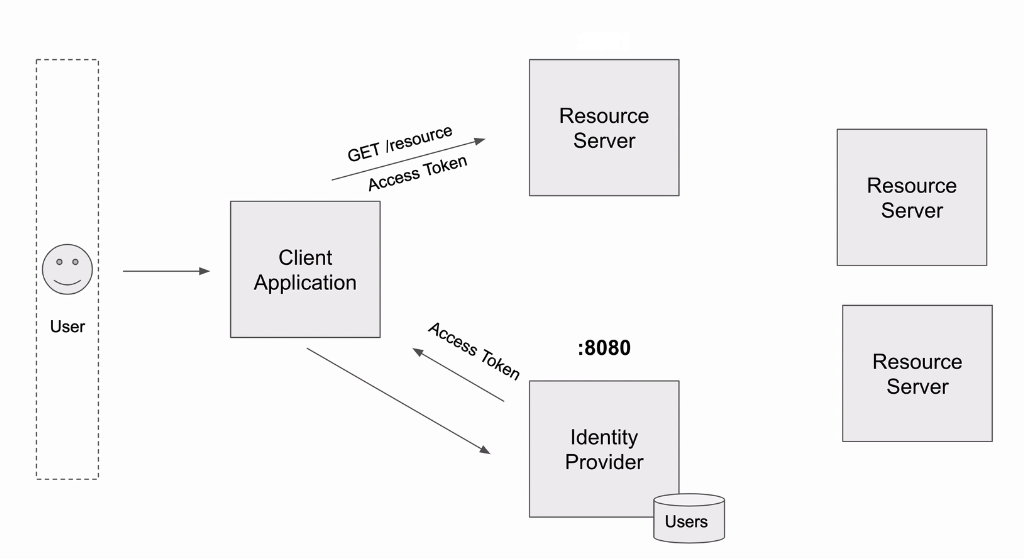 Resource
Server
GET /resource
Access Token
Resource
Server
Client
Application
User
Access Token
:8080
Resource
Server
Identity
Provider
Users